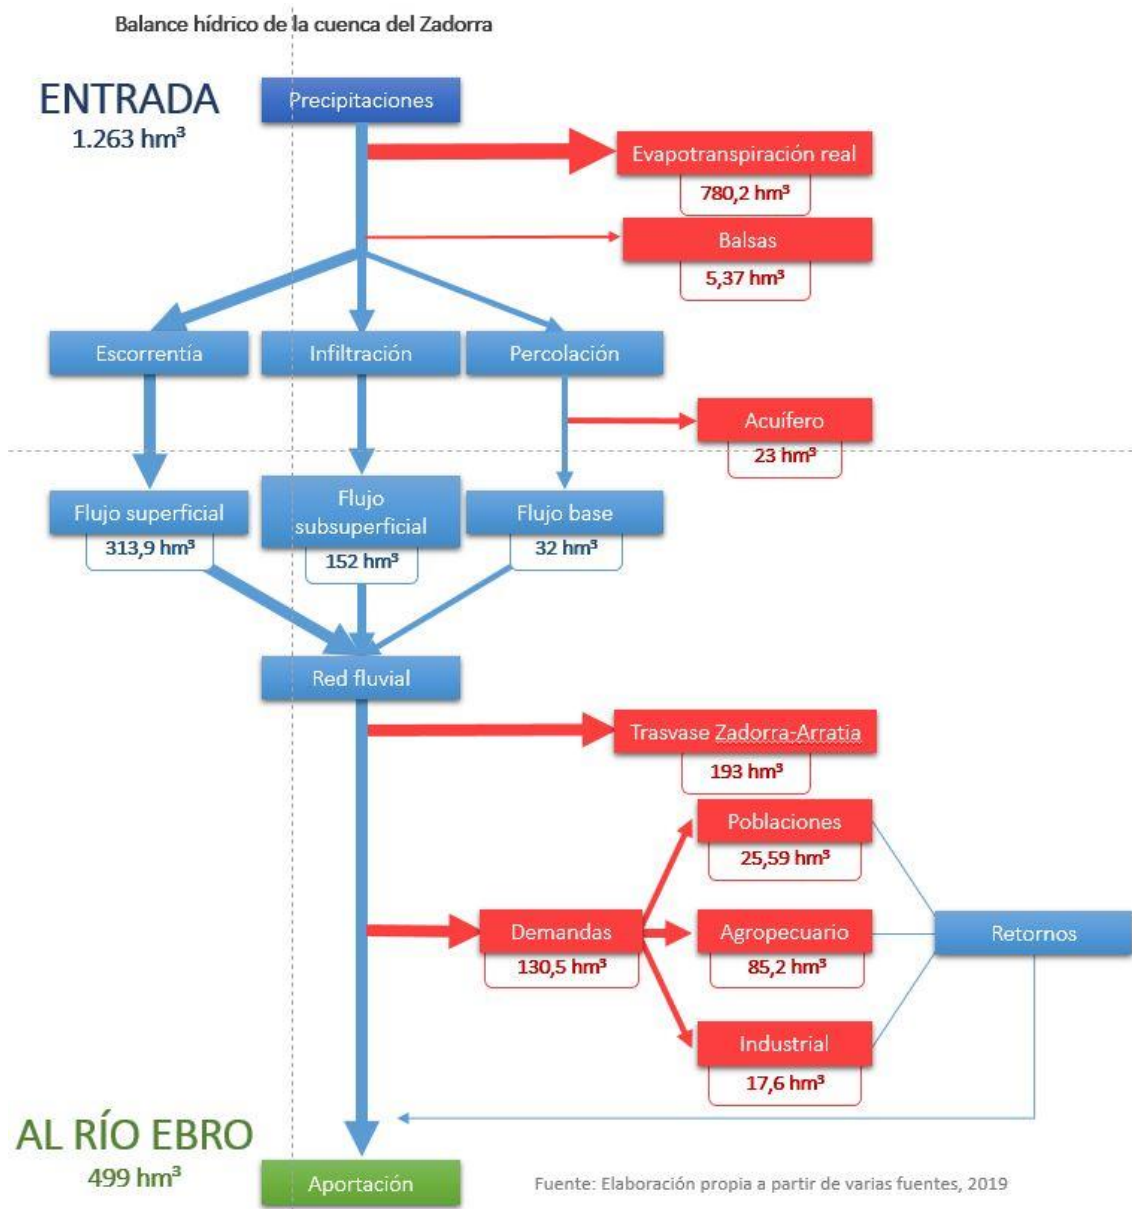 Balance hídrico de la cuenca del Zadorra
ENTRADA
1.263 hm³
Precipitaciones
Evapotranspiración real
780,2 hm³
Balsas
5,37 hm³
Escorrentía
Infiltración
Percolación
Acuífero
23 hm³
Flujo superficial
313,9 hm³
Flujo
subsuperficial
152 hm³
Flujo base
32 hm³
Red fluvial
Trasvase Zadorra-Arratia
193 hm³
Poblaciones
25,59 hm³
Demandas
130,5 hm³
Agropecuario
85,2 hm³
Retornos
Industrial
17,6 hm³
AL RÍO EBRO
499 hm³
Aportación
Fuente: Elaboración propia a partir de varias fuentes, 2019